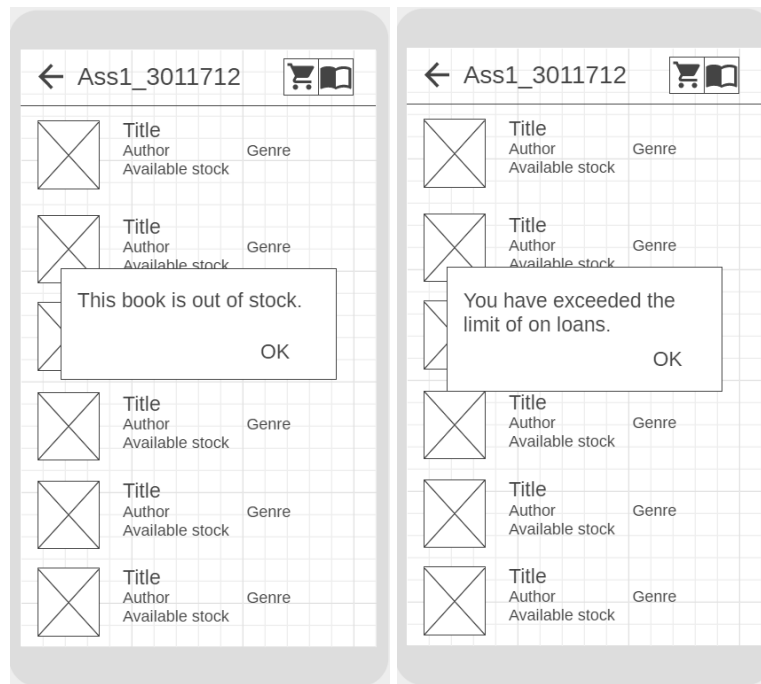 Ass1_3011712
Title
Author Genre
Available stock
Title
Author Genre
Available stock
This book is out of stock.
OK
Title
Author Genre
Available stock
Title
Author Genre
Available stock
Title
Author Genre
Available stock
Ass1_3011712
Title
Author Genre
Available stock
Title
Author Genre
Available stock
You have exceeded the
limit of on loans.
OK
Title
Author Genre
Available stock
Title
Author Genre
Available stock
Title
Author Genre
Available stock